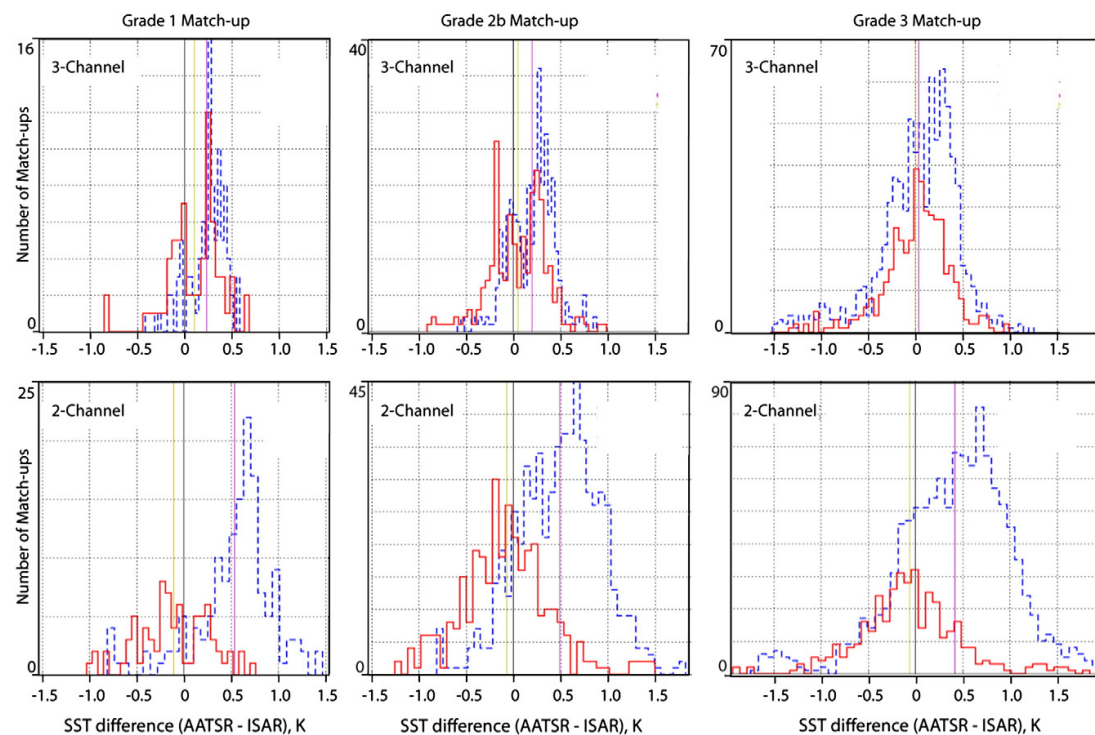 Grade 1 Match-up Grade 2b Match-up Grade 3 Match-up
16 40 70
3-Channel 3-Channel 3-Channel
Number of Match-ups
0 0 0
-1.5 -1.0 -0.5 0 0.5 1.0 1.5 -1.5 -1.0 -0.5 0 0.5 1.0 1.5 -1.5 -1.0 -0.5 0 0.5 1.0 1.5
25 45 90
2-Channel 2-Channel 2-Channel
Number of Match-ups
0 0 0
-1.5 -1.0 -0.5 0 0.5 1.0 1.5 -1.5 -1.0 -0.5 0 0.5 1.0 1.5 -1.5 -1.0 -0.5 0 0.5 1.0 1.5
SST difference (AATSR - ISAR), K SST difference (AATSR - ISAR), K SST difference (AATSR - ISAR), K